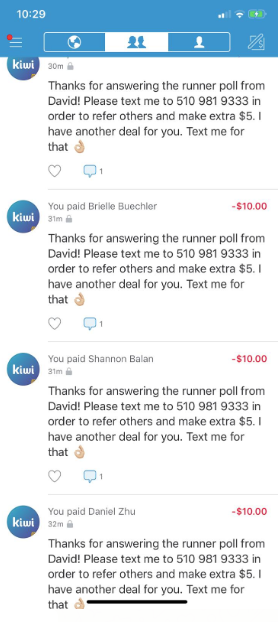 10:29
kiwi
30m
Thanks for answering the runner poll from
David! Please text me to 510 981 9333 in
order to refer others and make extra $5. I
have another deal for you. Text me for
that 👌🏼
1
kiwi
You paid Brielle Buechler -$10.00
31m
Thanks for answering the runner poll from
David! Please text me to 510 981 9333 in
order to refer others and make extra $5. I
have another deal for you. Text me for
that 👌🏼
1
kiwi
You paid Shannon Balan -$10.00
31m
Thanks for answering the runner poll from
David! Please text me to 510 981 9333 in
order to refer others and make extra $5. I
have another deal for you. Text me for
that 👌🏼
1
kiwi
You paid Daniel Zhu -$10.00
32m
Thanks for answering the runner poll from
David! Please text me to 510 981 9333 in
order to refer others and make extra $5. I
have another deal for you. Text me for
that 👌🏼